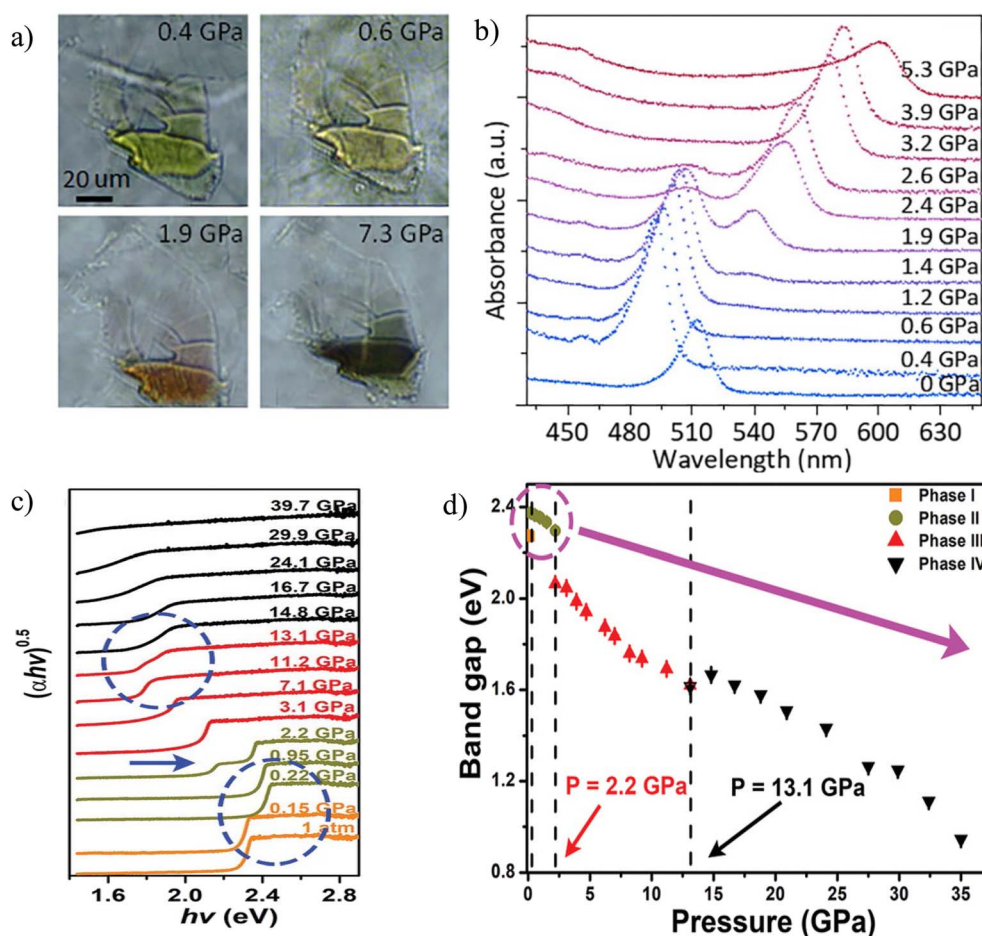 a)
0.4 GPa
0.6 GPa
20 um
1.9 GPa
7.3 GPa
b)
Absorbance (a.u.)
5.3 GPa
3.9 GPa
3.2 GPa
2.6 GPa
2.4 GPa
1.9 GPa
1.4 GPa
1.2 GPa
0.6 GPa
0.4 GPa
0 GPa
450 480 510 540 570 600 630
Wavelength (nm)
c)
(αhν)^0.5
39.7 GPa
29.9 GPa
24.1 GPa
16.7 GPa
14.8 GPa
13.1 GPa
11.2 GPa
7.1 GPa
3.1 GPa
2.2 GPa
0.95 GPa
0.22 GPa
0.15 GPa
1 atm
1.6 2.0 2.4 2.8
hν (eV)
d)
Band gap (eV)
2.4
2.0
1.6
1.2
0.8
Phase I
Phase II
Phase III
Phase IV
P = 2.2 GPa
P = 13.1 GPa
0 5 10 15 20 25 30 35
Pressure (GPa)